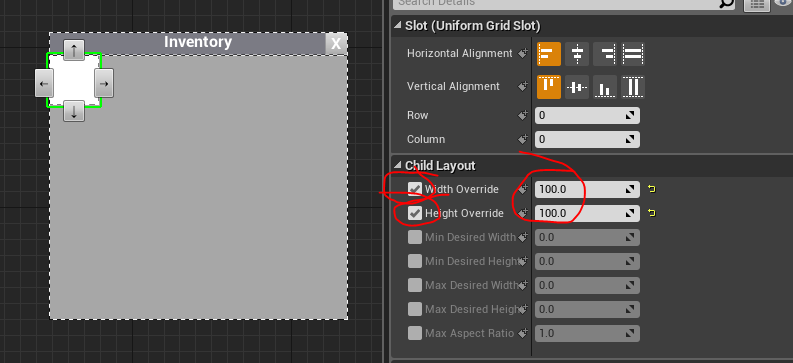 Search Details
Inventory
X
Slot (Uniform Grid Slot)
Horizontal Alignment
Vertical Alignment
Row
0
Column
0
Child Layout
Width Override
100.0
Height Override
100.0
Min Desired Width
0.0
Min Desired Height
0.0
Max Desired Width
0.0
Max Desired Heigh
0.0
Max Aspect Ratio
1.0